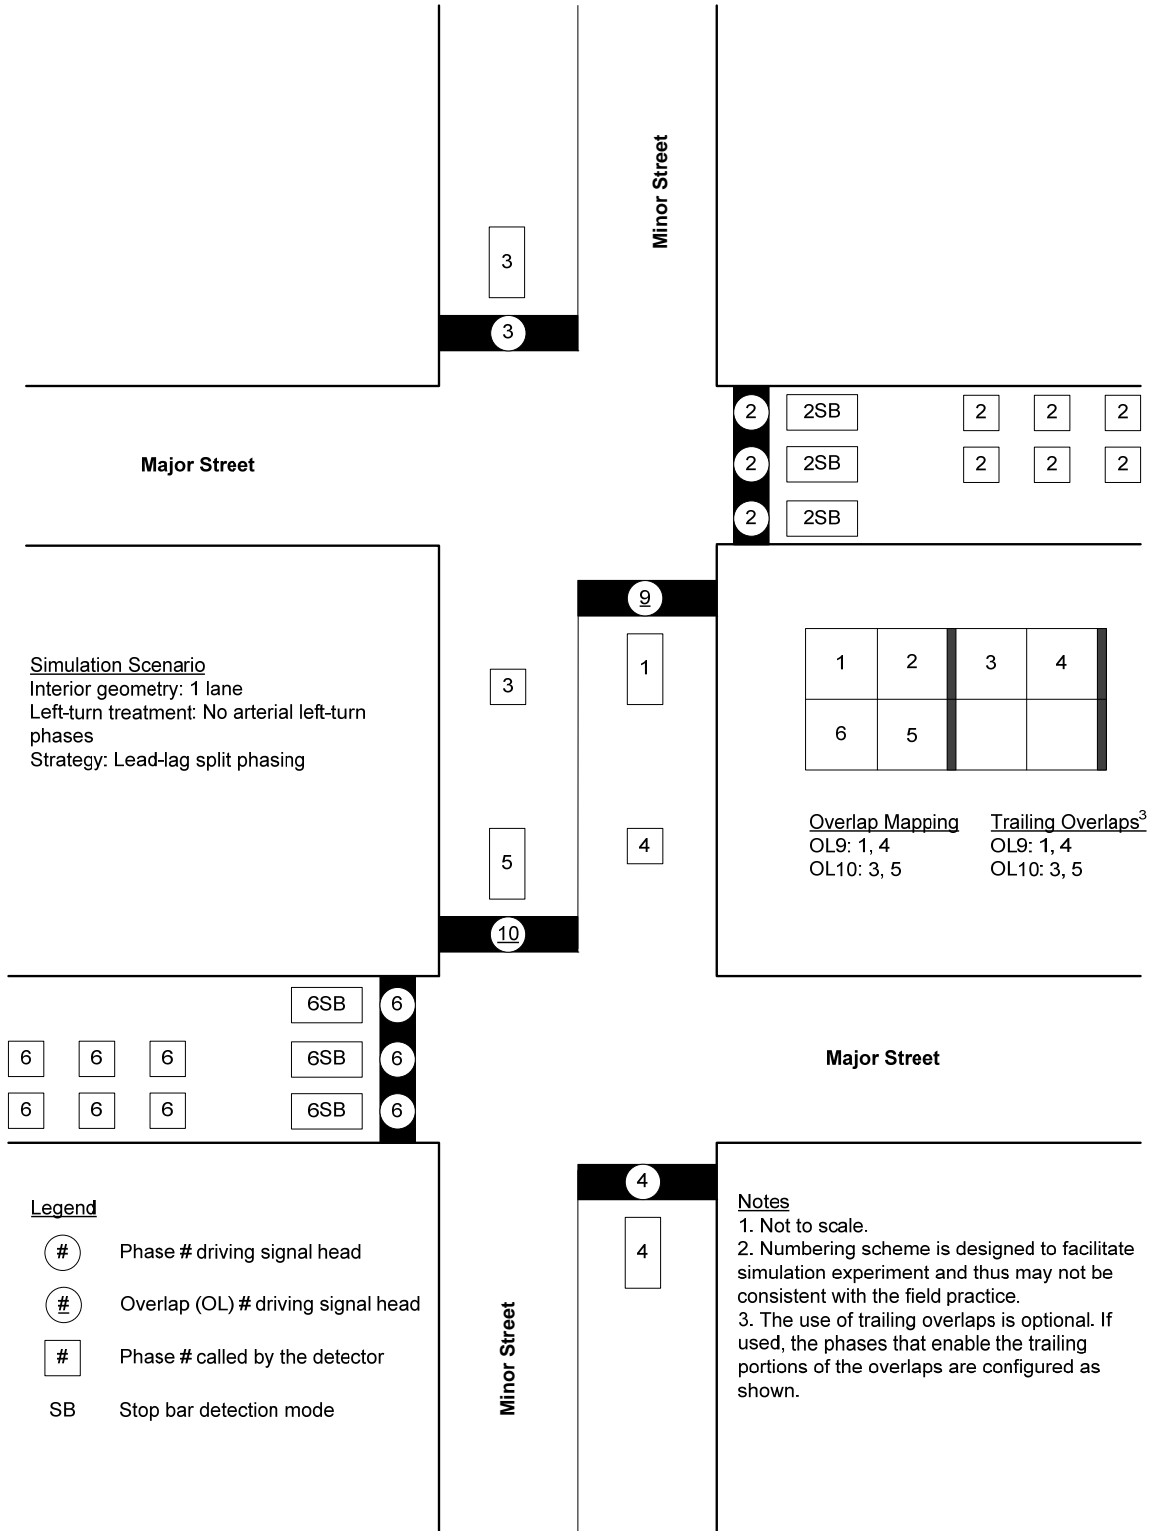 Minor Street
3
3
2 2SB 2 2 2
Major Street
2 2SB 2 2 2
2 2SB
9
1
3
Simulation Scenario
Interior geometry: 1 lane
Left-turn treatment: No arterial left-turn
phases
Strategy: Lead-lag split phasing
1 2 3 4
6 5
Overlap Mapping
OL9: 1, 4
OL10: 3, 5
Trailing Overlaps3
OL9: 1, 4
OL10: 3, 5
4
5
10
6SB 6
6 6 6 6SB 6
Major Street
6 6 6 6SB 6
4
4
Legend
# Phase # driving signal head
# Overlap (OL) # driving signal head
# Phase # called by the detector
SB Stop bar detection mode
Minor Street
Notes
1. Not to scale.
2. Numbering scheme is designed to facilitate
simulation experiment and thus may not be
consistent with the field practice.
3. The use of trailing overlaps is optional. If
used, the phases that enable the trailing
portions of the overlaps are configured as
shown.